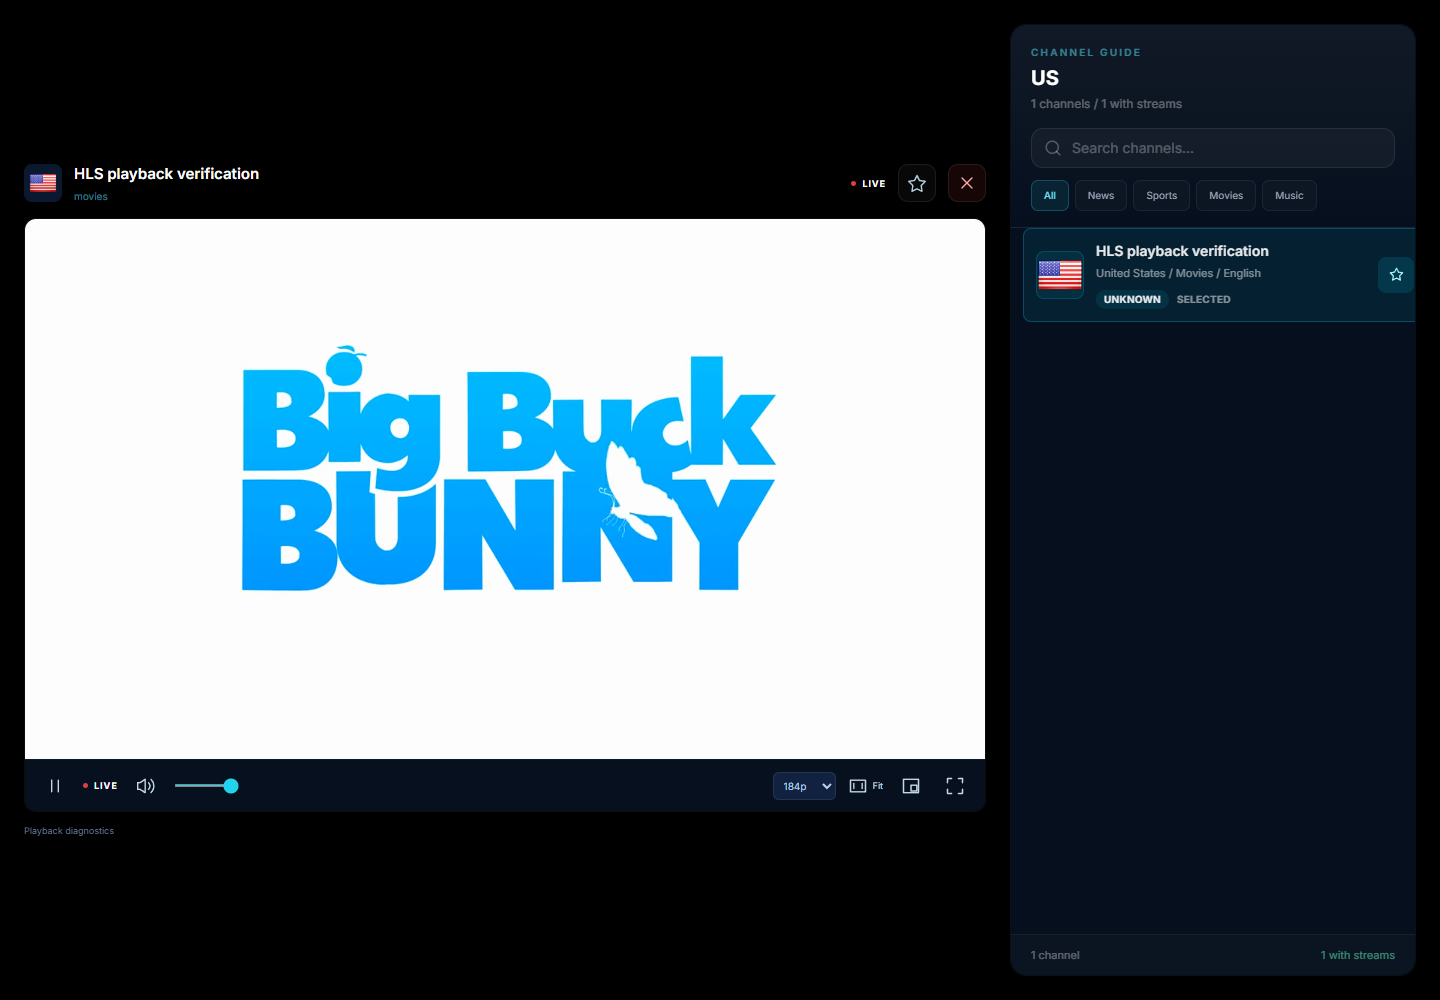 HLS playback verification
movies
LIVE
Big Buck
BUNNY
LIVE
184p
Fit
Playback diagnostics
CHANNEL GUIDE
US
1 channels / 1 with streams
Search channels...
All
News
Sports
Movies
Music
HLS playback verification
United States / Movies / English
UNKNOWN
SELECTED
1 channel
1 with streams